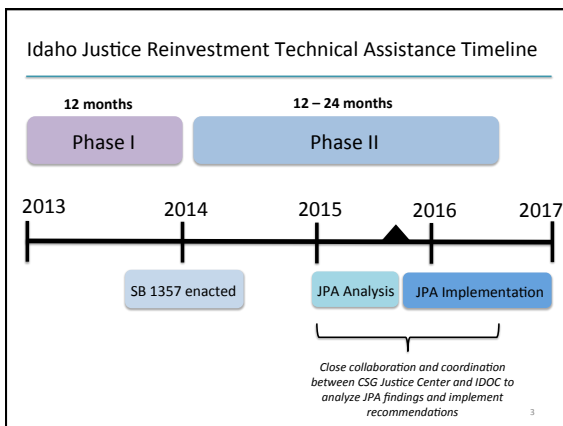 Idaho Justice Reinvestment Technical Assistance Timeline
12 months
12 – 24 months
Phase I
Phase II
2013
2014
2015
2016
2017
SB 1357 enacted
JPA Analysis
JPA Implementation
Close collaboration and coordination
between CSG Justice Center and IDOC to
analyze JPA findings and implement
recommendations
3